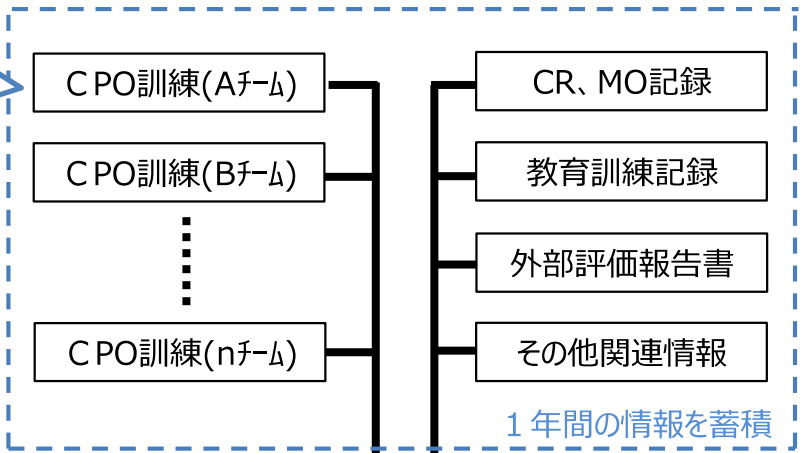 CPO訓練(Aﾁｰﾑ)
CPO訓練(Bﾁｰﾑ)
CPO訓練(nﾁｰﾑ)
CR、MO記録
教育訓練記録
外部評価報告書
その他関連情報
1年間の情報を蓄積